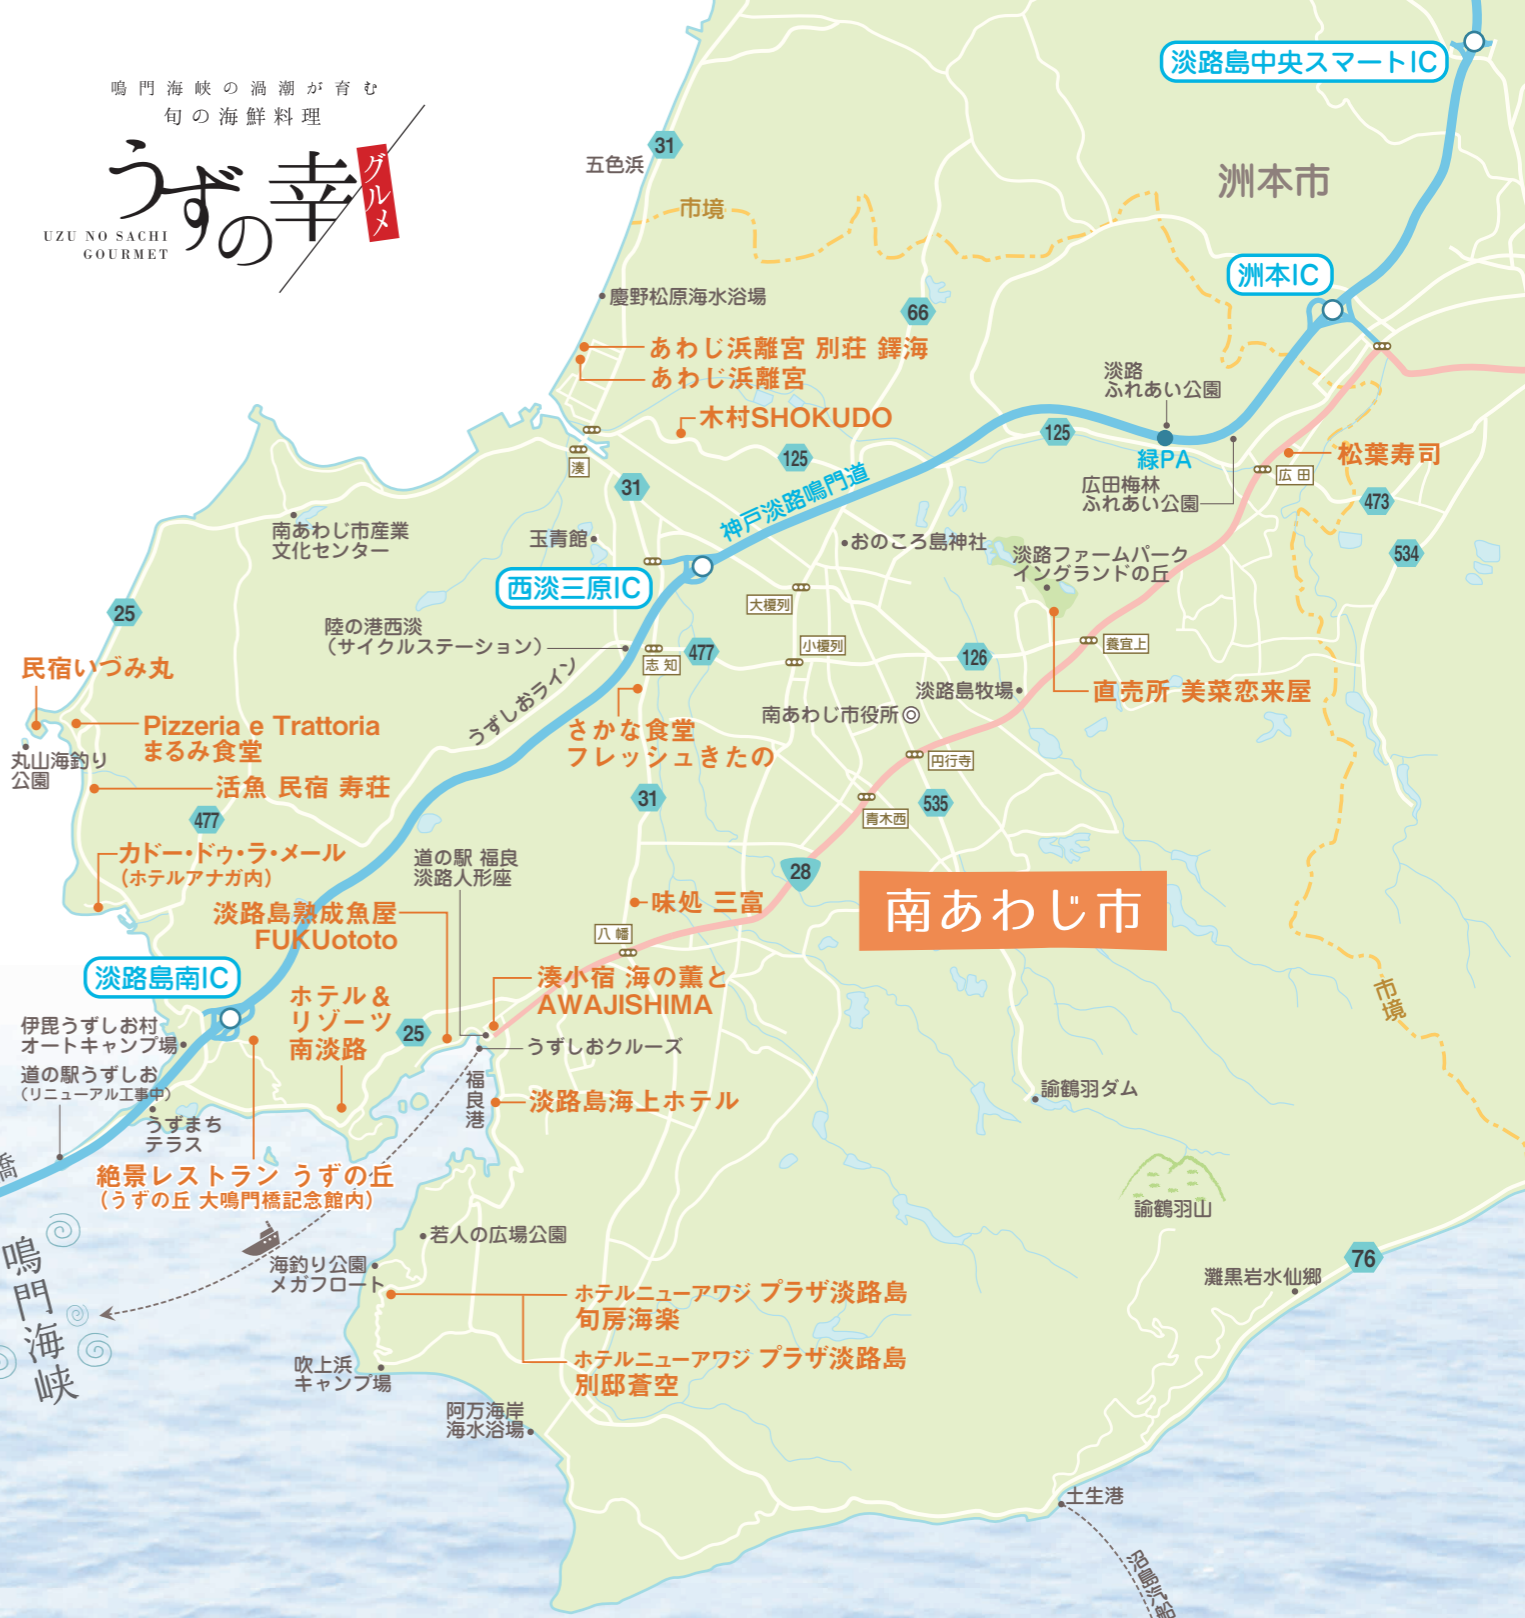 鳴門海峡の渦潮が育む
旬の海鮮料理
うずの幸
グルメ
UZU NO SACHI
GOURMET
淡路島中央スマートIC
31
五色浜
洲本市
市境
洲本IC
慶野松原海水浴場
66
あわじ浜離宮 別荘 鐸海
あわじ浜離宮
淡路
ふれあい公園
木村SHOKUDO
125
125
緑PA
松葉寿司
湊
広田
31
神戸淡路鳴門道
広田梅林
ふれあい公園
473
南あわじ市産業
文化センター
玉青館
おのころ島神社
淡路ファームパーク
イングランドの丘
534
西淡三原IC
大榎列
25
陸の港西淡
（サイクルステーション）
小榎列
477
志知
126
養宜上
民宿いづみ丸
うずしおライン
淡路島牧場
直売所 美菜恋来屋
Pizzeria e Trattoria
まるみ食堂
さかな食堂
フレッシュきたの
南あわじ市役所
丸山海釣り
公園
円行寺
活魚 民宿 寿荘
31
535
477
青木西
カドー・ドゥ・ラ・メール
（ホテルアナガ内）
道の駅 福良
淡路人形座
28
南あわじ市
淡路島熟成魚屋
FUKUototo
味処 三富
八幡
淡路島南IC
湊小宿 海の薫と
AWAJISHIMA
市境
ホテル＆
リゾーツ
南淡路
25
伊毘うずしお村
オートキャンプ場
うずしおクルーズ
道の駅うずしお
（リニューアル工事中）
福良港
淡路島海上ホテル
諭鶴羽ダム
うずまち
テラス
橋
絶景レストラン うずの丘
（うずの丘 大鳴門橋記念館内）
諭鶴羽山
鳴門海峡
若人の広場公園
76
海釣り公園
メガフロート
灘黒岩水仙郷
ホテルニューアワジ プラザ淡路島
旬房海楽
ホテルニューアワジ プラザ淡路島
別邸蒼空
吹上浜
キャンプ場
阿万海岸
海水浴場
土生港
沼島汽船